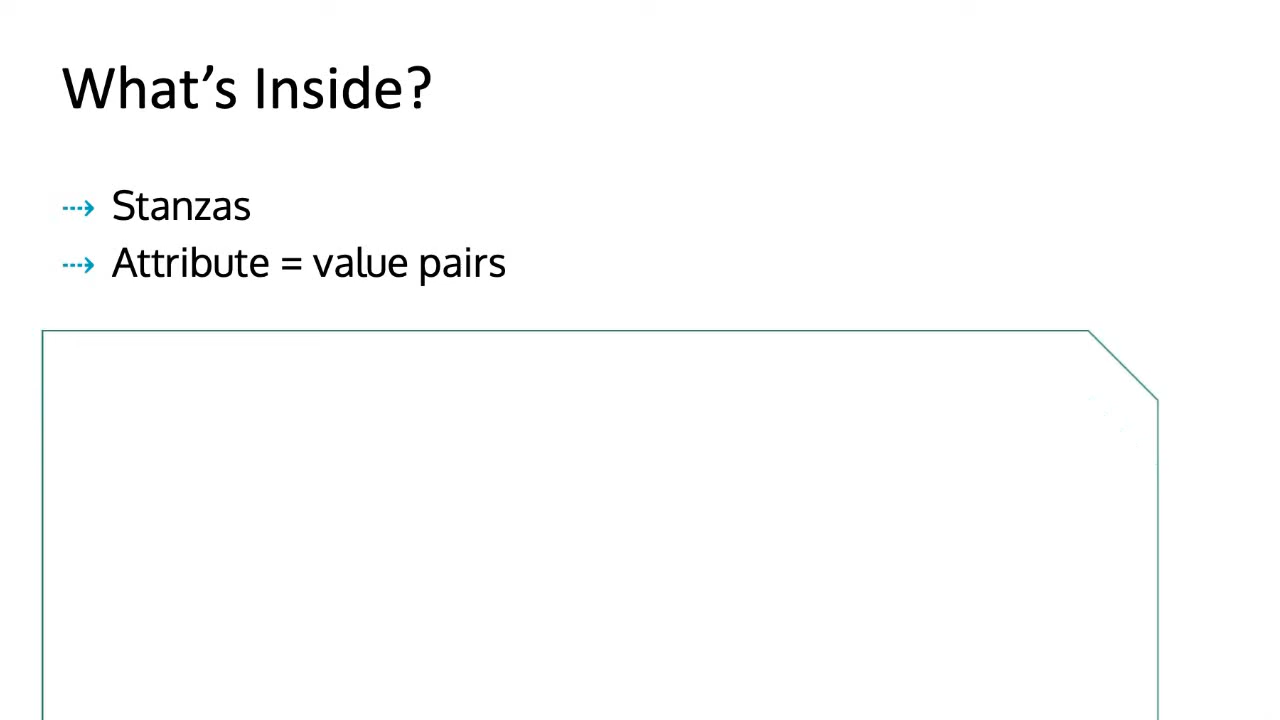 What’s Inside?
⇢ Stanzas
⇢ Attribute = value pairs